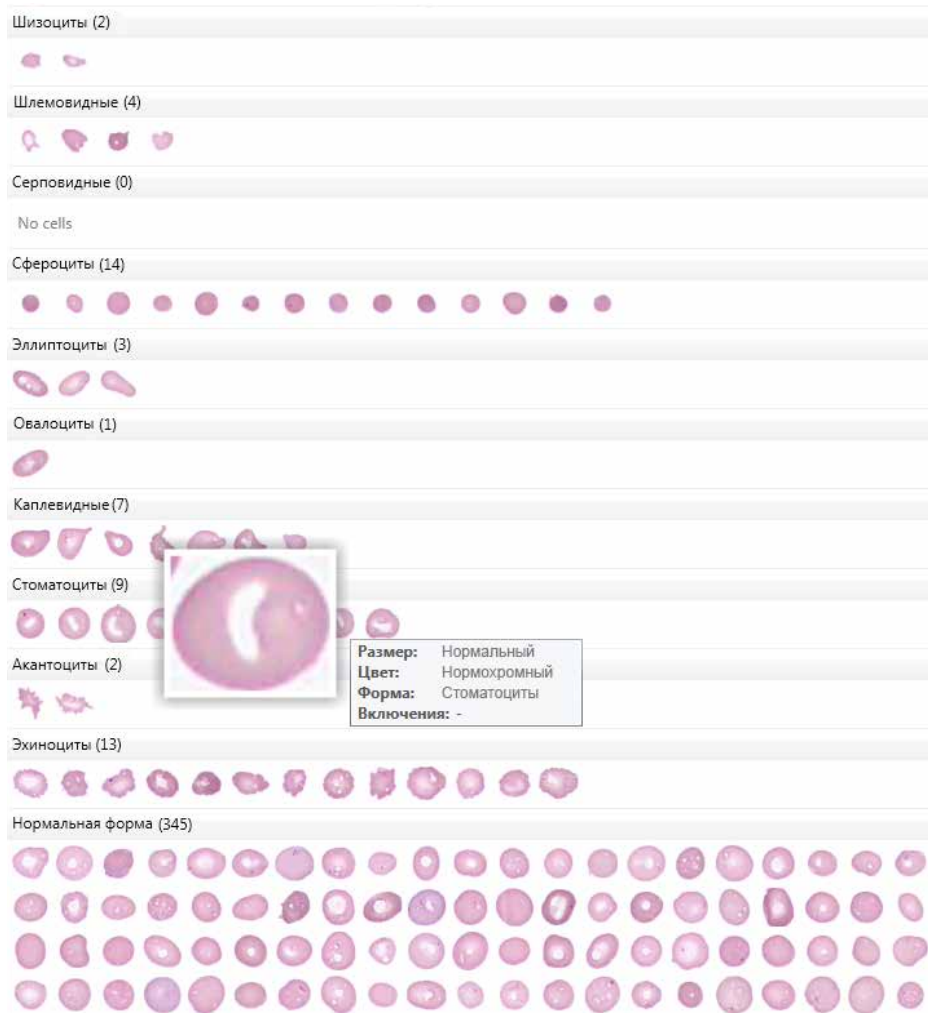 Шизоциты (2)
Шлемовидные (4)
Серповидные (0)
No cells
Сфероциты (14)
Эллиптоциты (3)
Овалоциты (1)
Каплевидные (7)
Стоматоциты (9)
Размер: Нормальный
Цвет: Нормохромный
Форма: Стоматоциты
Включения: -
Акантоциты (2)
Эхиноциты (13)
Нормальная форма (345)